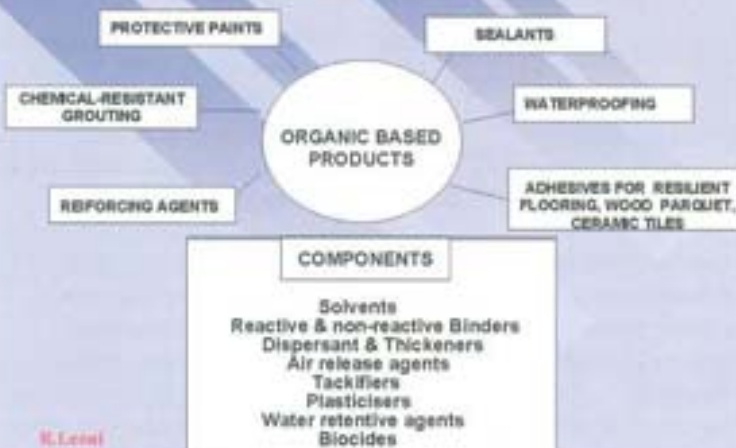 PROTECTIVE PAINTS
SEALANTS
CHEMICAL-RESISTANT
GROUTING
WATERPROOFING
ORGANIC BASED
PRODUCTS
REIFORCING AGENTS
ADHESIVES FOR RESILIENT
FLOORING, WOOD PARQUET,
CERAMIC TILES
COMPONENTS
Solvents
Reactive & non-reactive Binders
Dispersant & Thickeners
Air release agents
Tackifiers
Plasticisers
Water retentive agents
Biocides
R.Leoni